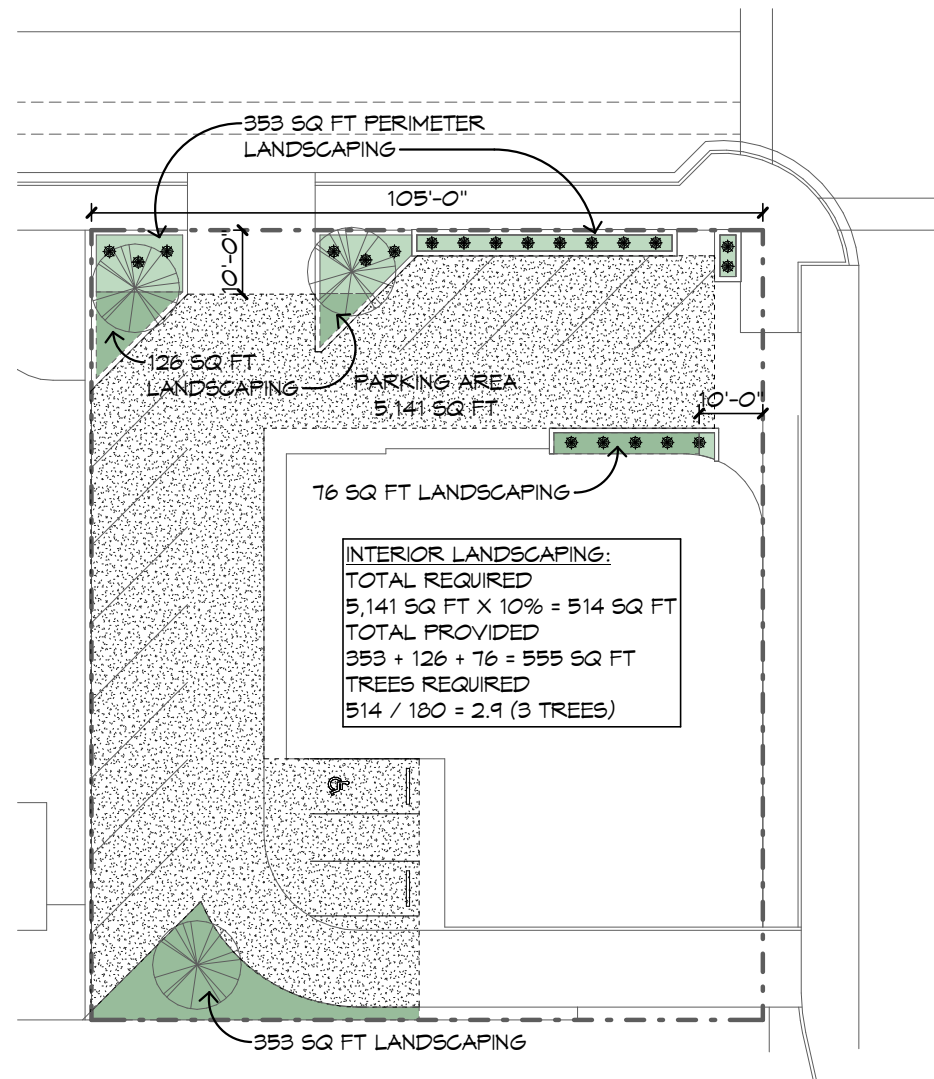 353 SQ FT PERIMETER
LANDSCAPING
105'-0"
10'-0"
126 SQ FT
LANDSCAPING
PARKING AREA
5,141 SQ FT
10'-0"
76 SQ FT LANDSCAPING
INTERIOR LANDSCAPING:
TOTAL REQUIRED
5,141 SQ FT X 10% = 514 SQ FT
TOTAL PROVIDED
353 + 126 + 76 = 555 SQ FT
TREES REQUIRED
514 / 180 = 2.9 (3 TREES)
353 SQ FT LANDSCAPING